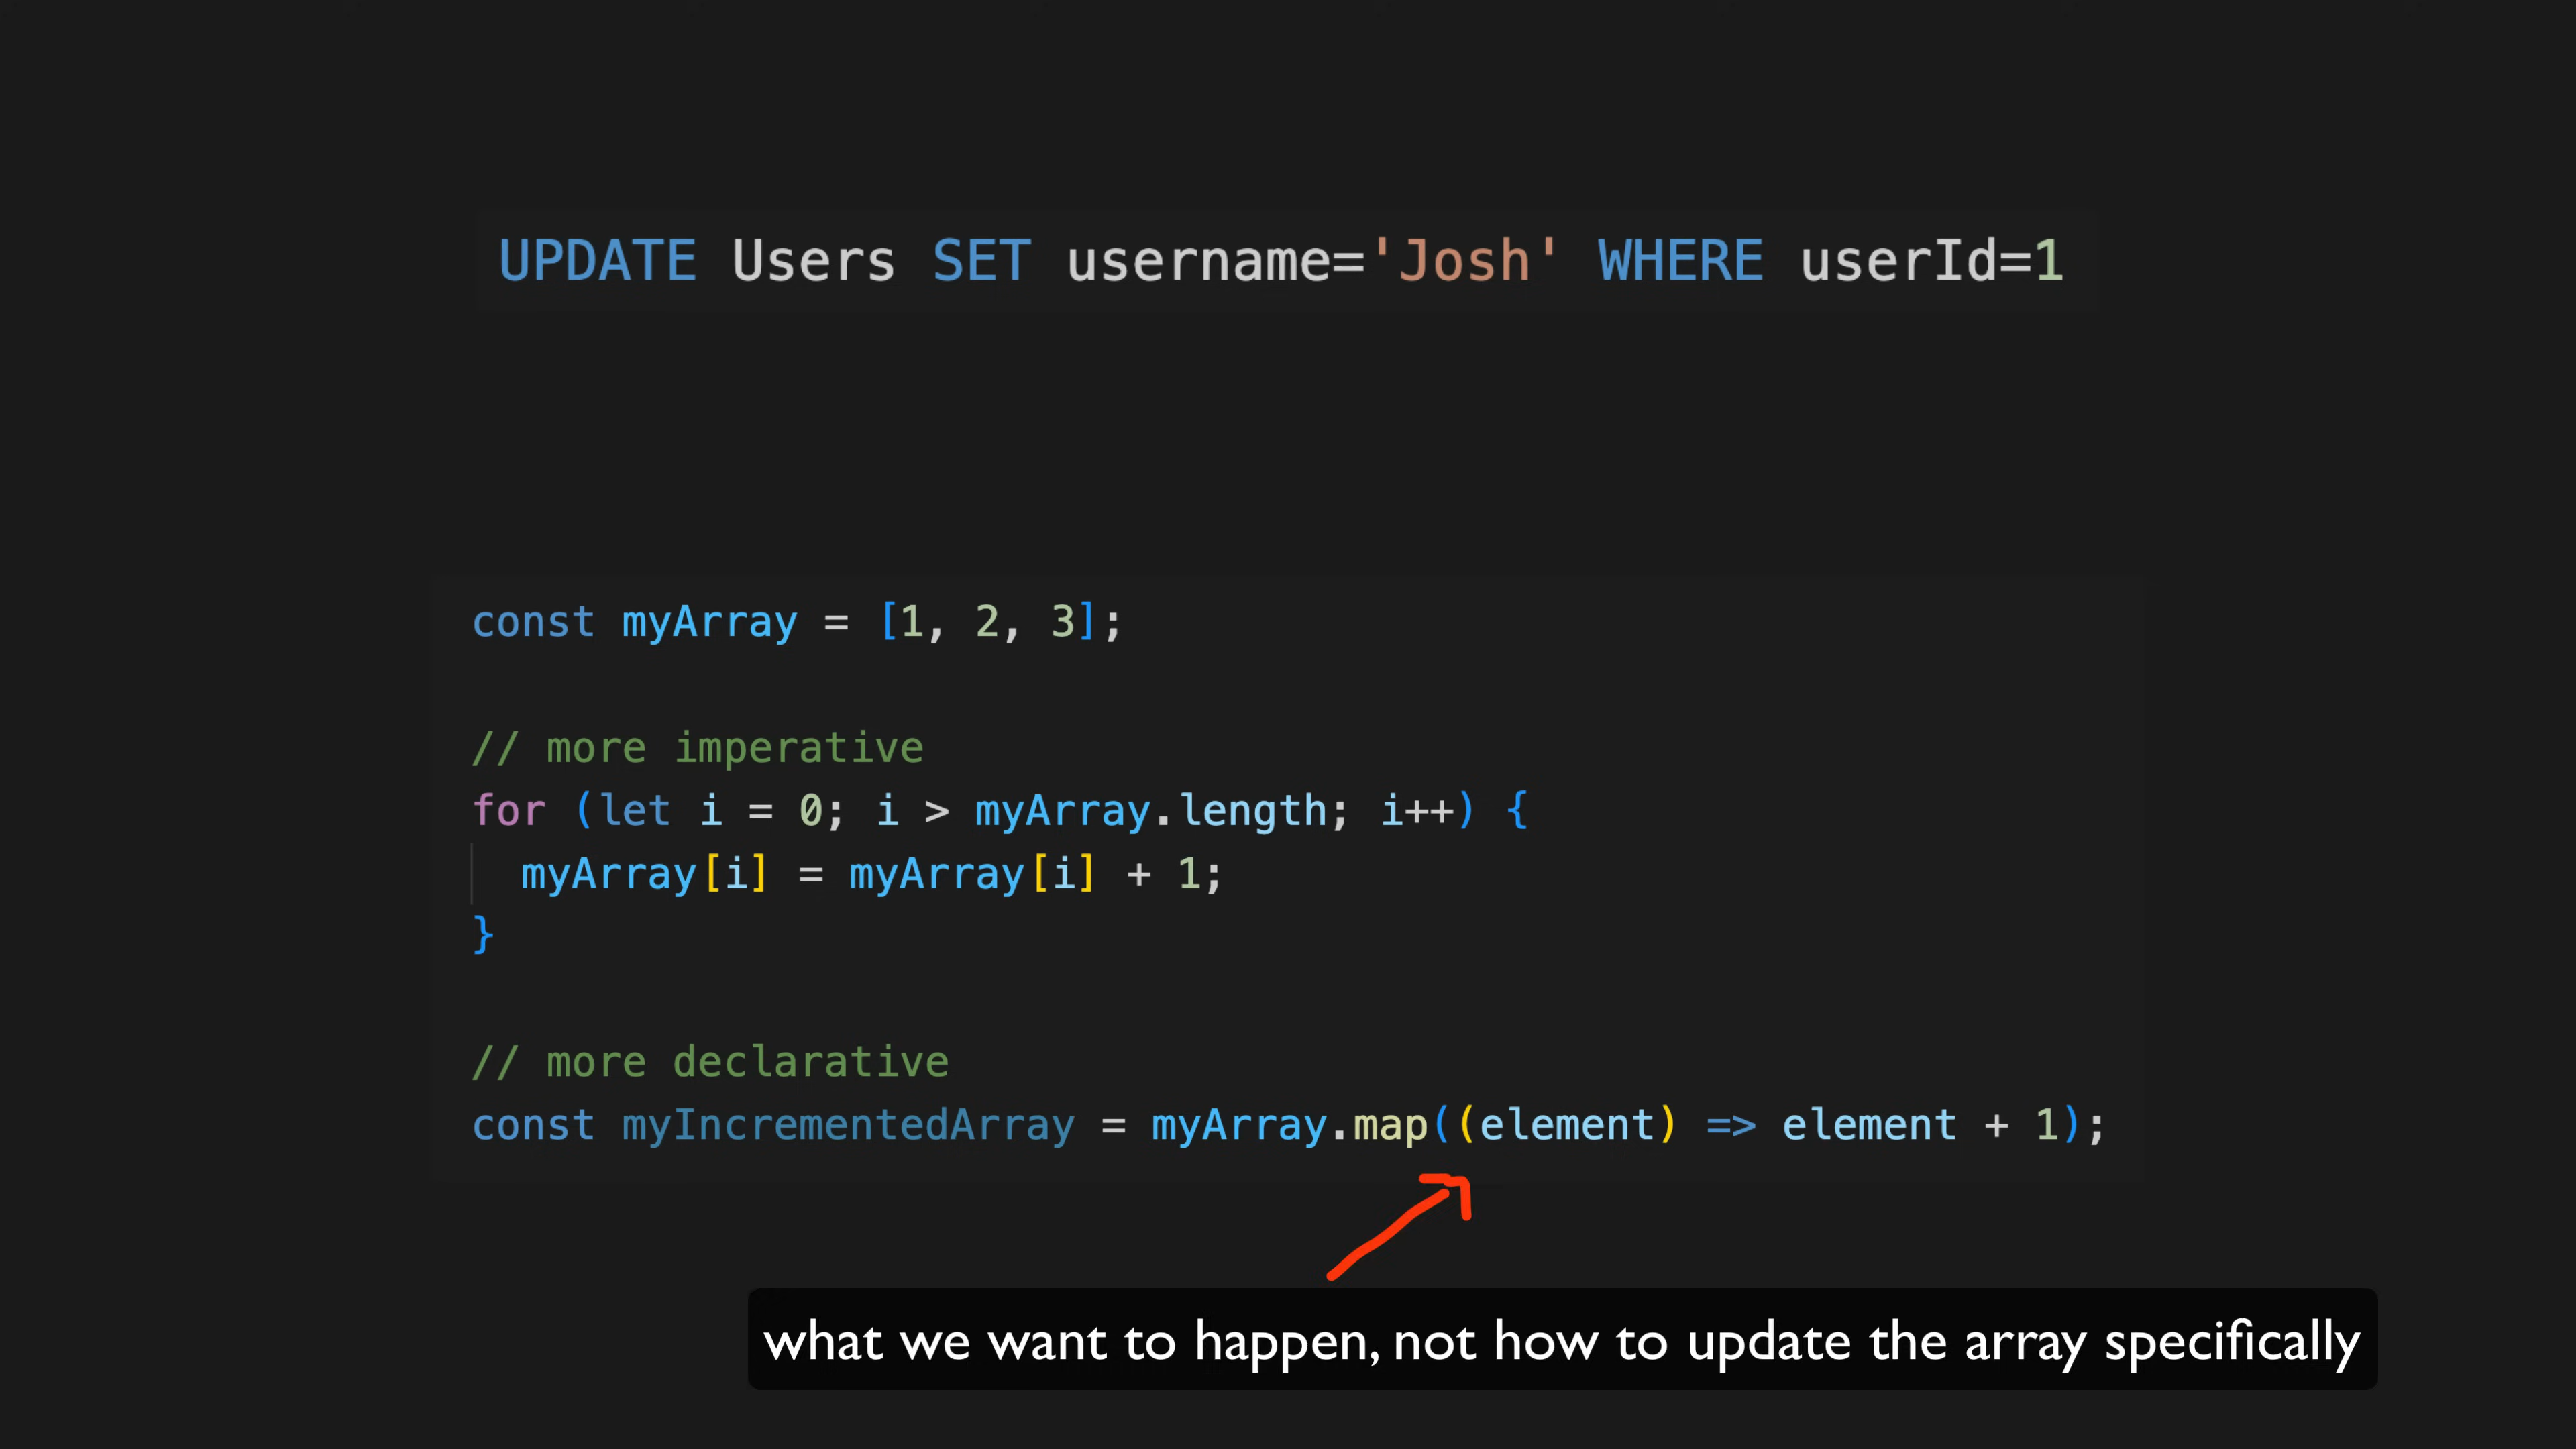 UPDATE Users SET username='Josh' WHERE userId=1
const myArray = [1, 2, 3];
// more imperative
for (let i = 0; i > myArray.length; i++) {
myArray[i] = myArray[i] + 1;
}
// more declarative
const myIncrementedArray = myArray.map((element) => element + 1);
what we want to happen, not how to update the array specifically